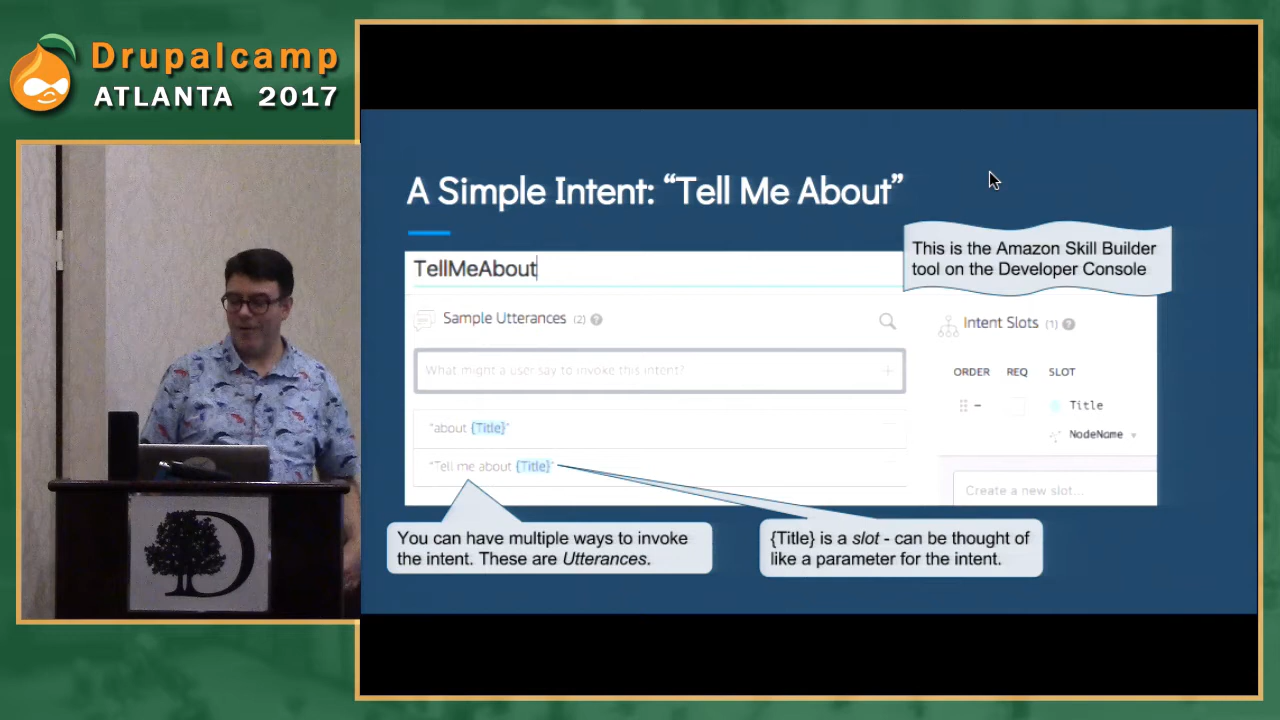 Drupalcamp
ATLANTA 2017
A Simple Intent: “Tell Me About”
This is the Amazon Skill Builder
tool on the Developer Console
TellMeAbout
Sample Utterances (2) ?
Intent Slots (1) ?
What might a user say to invoke this intent?
+
ORDER REQ SLOT
– Title
NodeName
"about {Title}"
"Tell me about {Title}"
Create a new slot...
You can have multiple ways to invoke
the intent. These are Utterances.
{Title} is a slot - can be thought of
like a parameter for the intent.
D